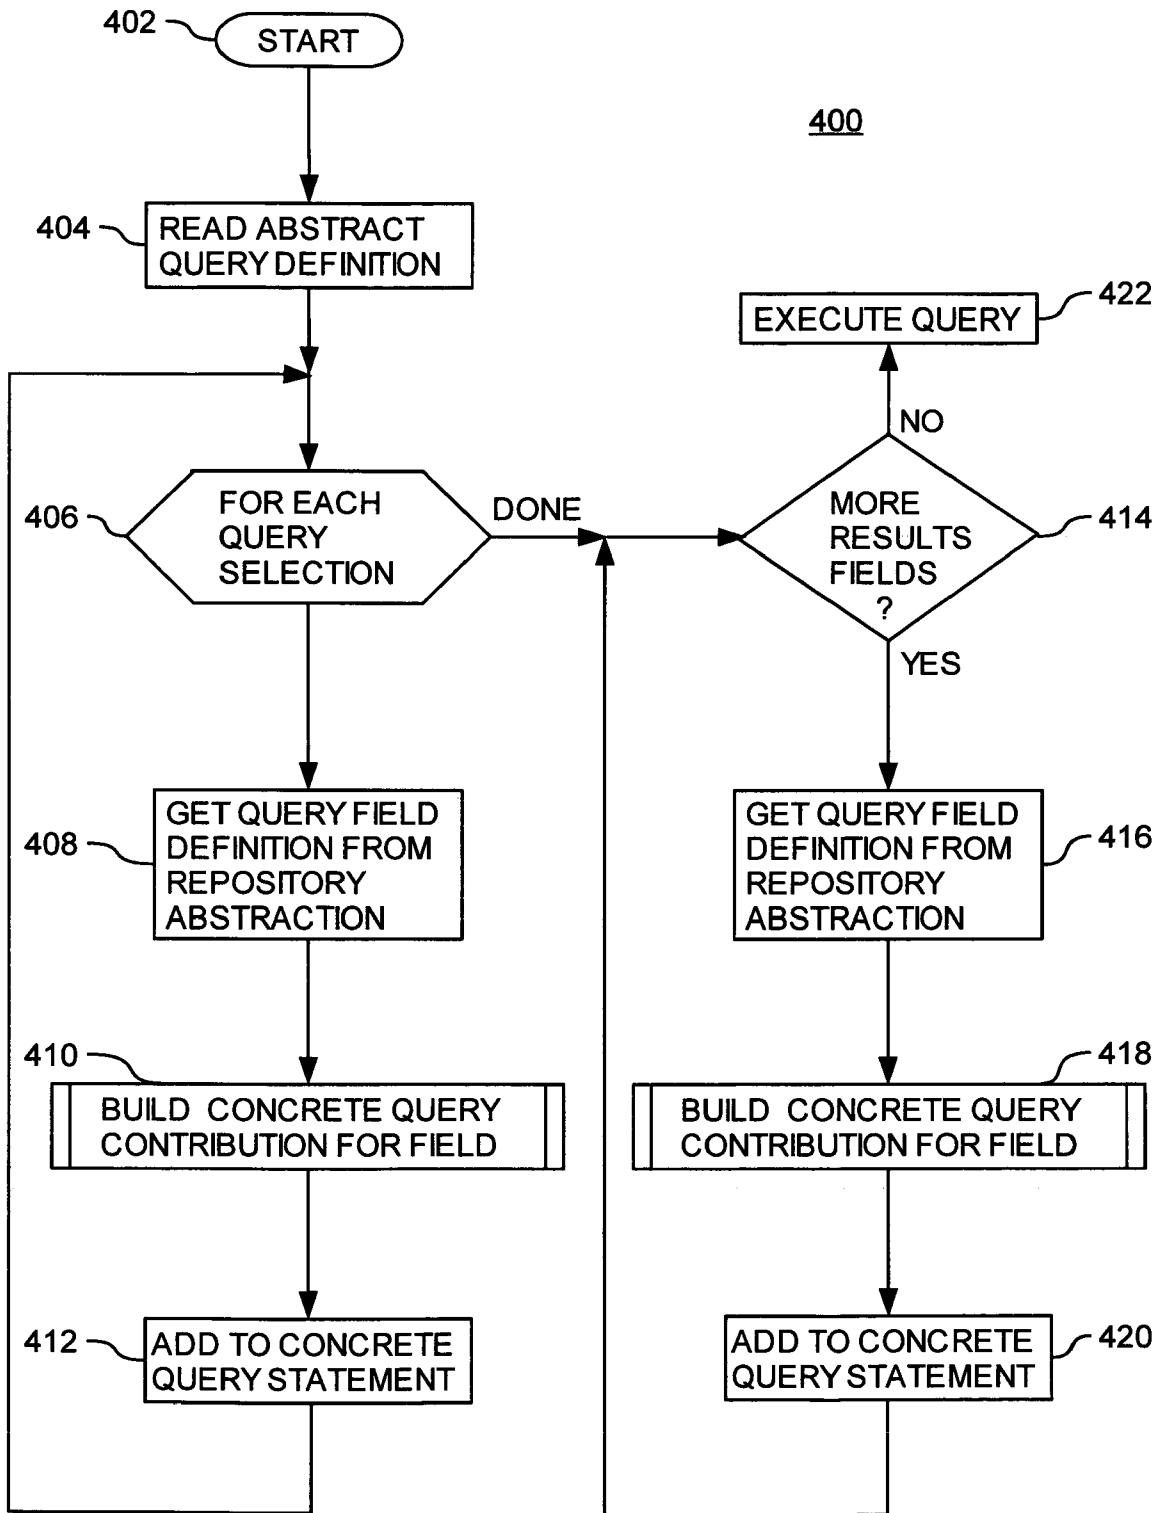 402
START
400
404
READ ABSTRACT
QUERY DEFINITION
422
EXECUTE QUERY
NO
406
FOR EACH
QUERY
SELECTION
DONE
MORE
RESULTS
FIELDS
?
414
YES
408
GET QUERY FIELD
DEFINITION FROM
REPOSITORY
ABSTRACTION
GET QUERY FIELD
DEFINITION FROM
REPOSITORY
ABSTRACTION
416
410
BUILD CONCRETE QUERY
CONTRIBUTION FOR FIELD
418
BUILD CONCRETE QUERY
CONTRIBUTION FOR FIELD
412
ADD TO CONCRETE
QUERY STATEMENT
ADD TO CONCRETE
QUERY STATEMENT
420